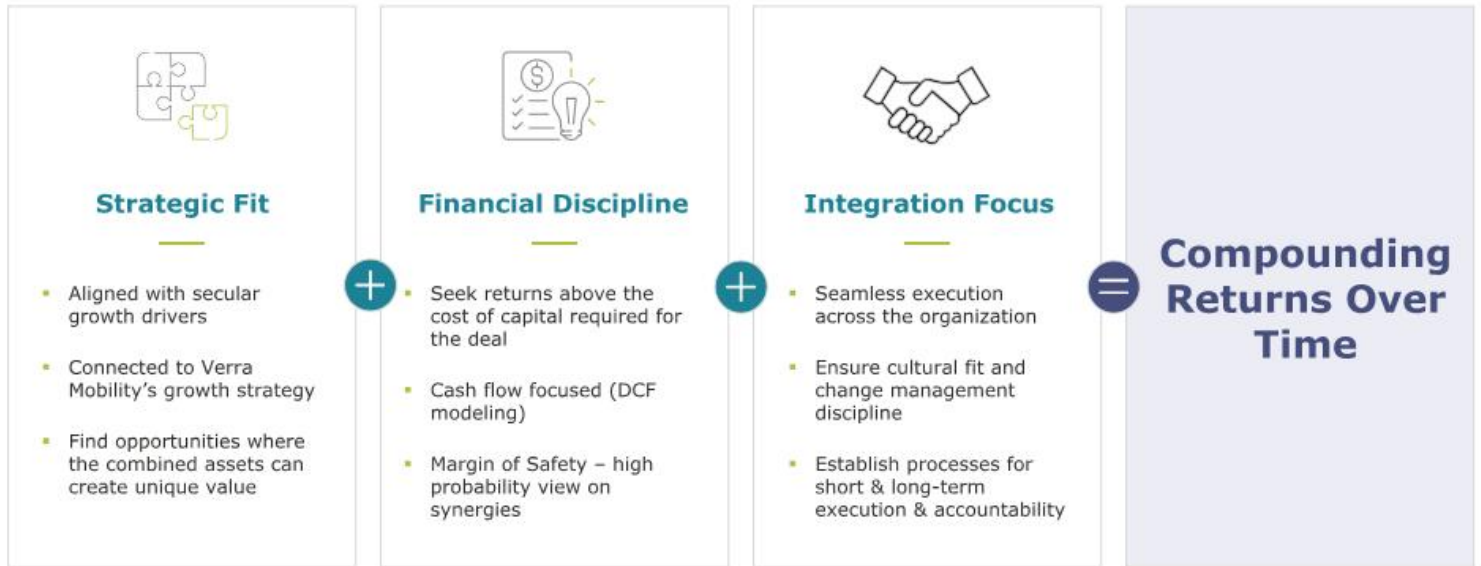 Strategic Fit
▪ Aligned with secular
growth drivers
▪ Connected to Verra
Mobility’s growth strategy
▪ Find opportunities where
the combined assets can
create unique value
+
$
Financial Discipline
▪ Seek returns above the
cost of capital required for
the deal
▪ Cash flow focused (DCF
modeling)
▪ Margin of Safety – high
probability view on
synergies
+
Integration Focus
▪ Seamless execution
across the organization
▪ Ensure cultural fit and
change management
discipline
▪ Establish processes for
short & long-term
execution & accountability
=
Compounding
Returns Over
Time